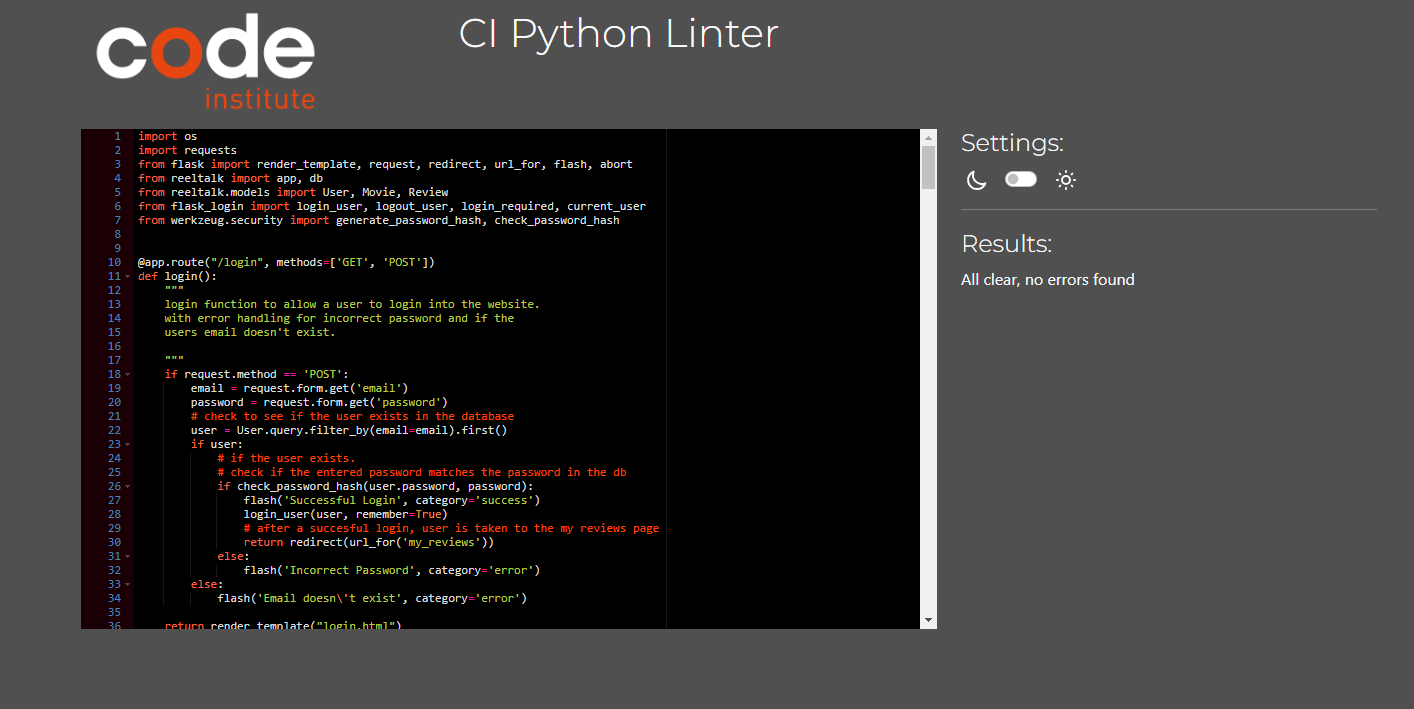 code
institute
CI Python Linter
1 import os
2 import requests
3 from flask import render_template, request, redirect, url_for, flash, abort
4 from reeltalk import app, db
5 from reeltalk.models import User, Movie, Review
6 from flask_login import login_user, logout_user, login_required, current_user
7 from werkzeug.security import generate_password_hash, check_password_hash
8
9
10 @app.route("/login", methods=['GET', 'POST'])
11 def login():
12     """
13     login function to allow a user to login into the website.
14     with error handling for incorrect password and if the
15     users email doesn't exist.
16
17     """
18     if request.method == 'POST':
19         email = request.form.get('email')
20         password = request.form.get('password')
21         # check to see if the user exists in the database
22         user = User.query.filter_by(email=email).first()
23         if user:
24             # if the user exists.
25             # check if the entered password matches the password in the db
26             if check_password_hash(user.password, password):
27                 flash('Successful Login', category='success')
28                 login_user(user, remember=True)
29                 # after a succesful login, user is taken to the my reviews page
30                 return redirect(url_for('my_reviews'))
31             else:
32                 flash('Incorrect Password', category='error')
33         else:
34             flash('Email doesn\'t exist', category='error')
35
36     return render_template("login.html")
Settings:
Results:
All clear, no errors found